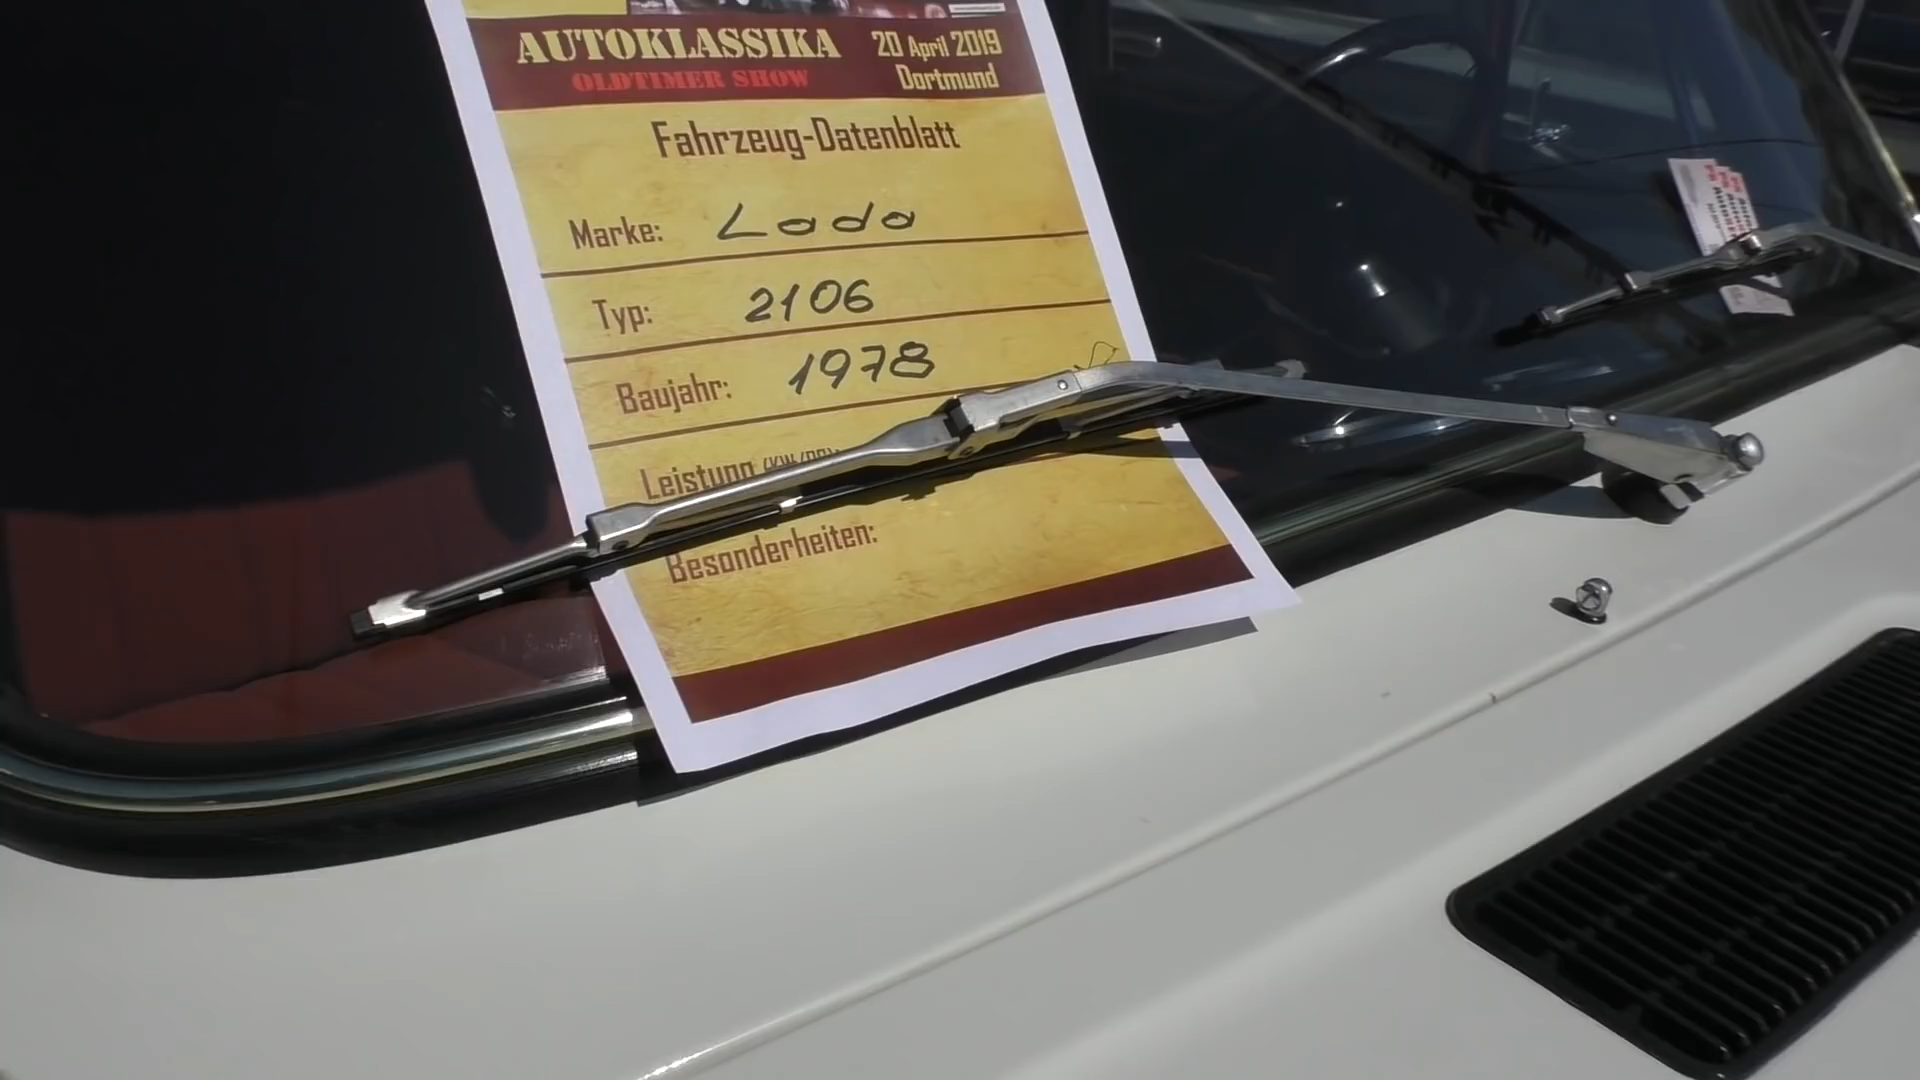 AUTOKLASSIKA 20 April 2019
OLDTIMER SHOW Dortmund
Fahrzeug-Datenblatt
Marke: Lada
Typ: 2106
Baujahr: 1978
Leistung
Besonderheiten: